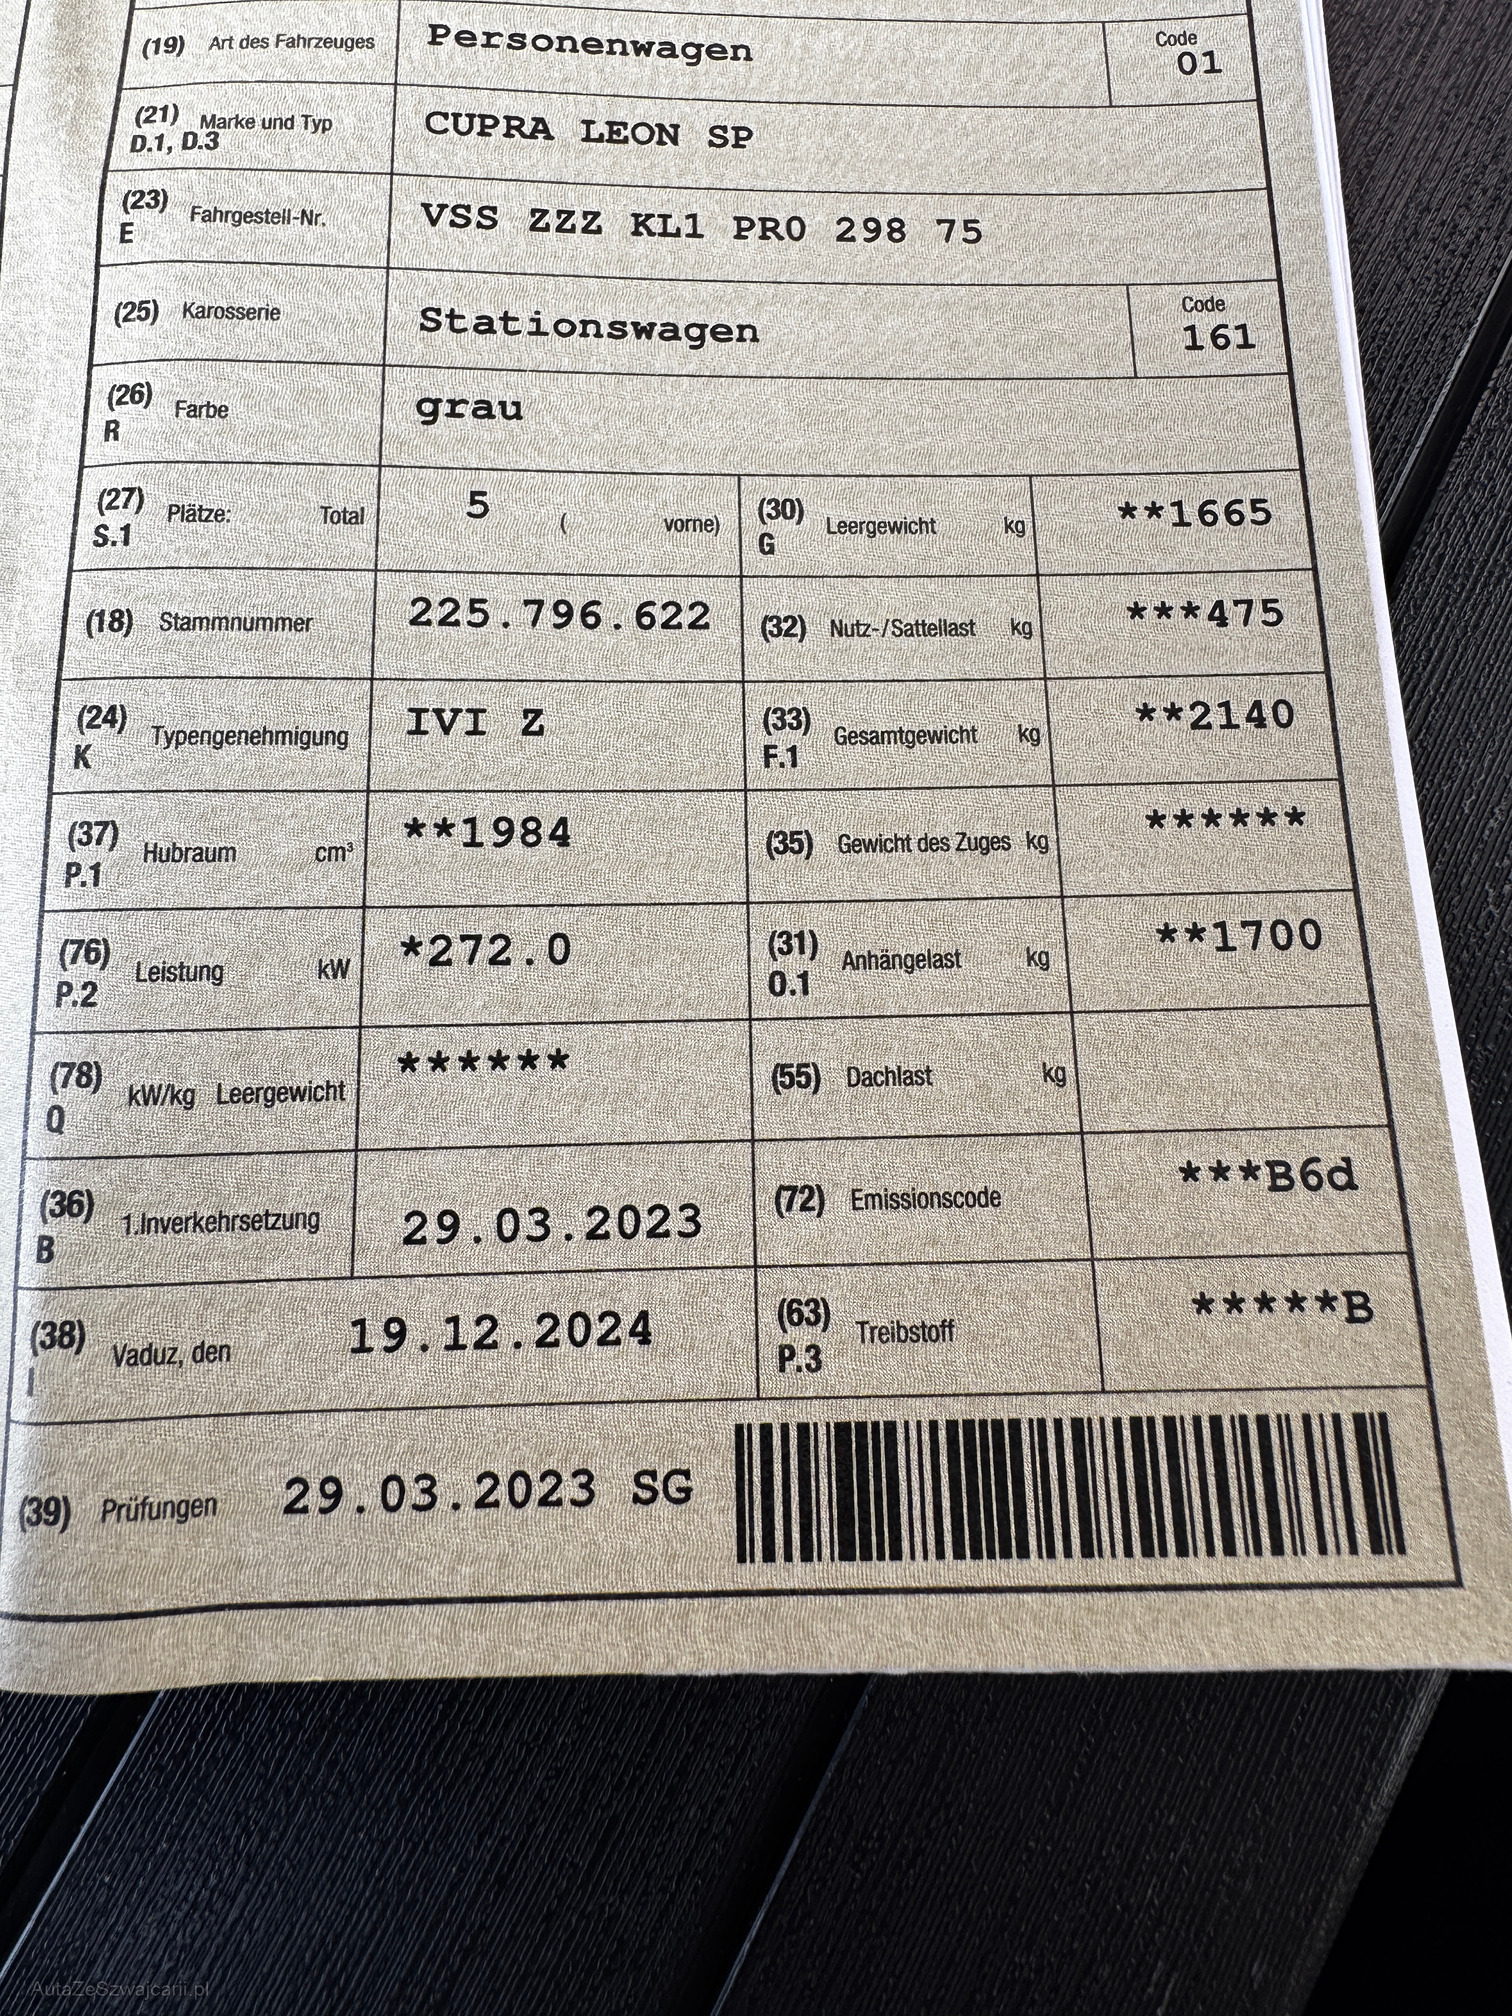 (19) Art des Fahrzeuges Personenwagen Code 01
(21) Marke und Typ CUPRA LEON SP
D.1, D.3
(23) Fahrgestell-Nr. VSS ZZZ KL1 PR0 298 75
E
(25) Karosserie Stationswagen Code 161
(26) Farbe grau
R
(27) Plätze: Total 5 ( vorne) (30) Leergewicht kg **1665
S.1 G
(18) Stammnummer 225.796.622 (32) Nutz-/Sattellast kg ***475
(24) Typengenehmigung IVI Z (33) Gesamtgewicht kg **2140
K F.1
(37) Hubraum cm³ **1984 (35) Gewicht des Zuges kg ******
P.1
(76) Leistung kW *272.0 (31) Anhängelast kg **1700
P.2 O.1
(78) kW/kg Leergewicht ****** (55) Dachlast kg
Q
(36) 1.Inverkehrsetzung 29.03.2023 (72) Emissionscode ***B6d
B
(38) Vaduz, den 19.12.2024 (63) Treibstoff *****B
I P.3
(39) Prüfungen 29.03.2023 SG
AutaZeSzwajcarii.pl